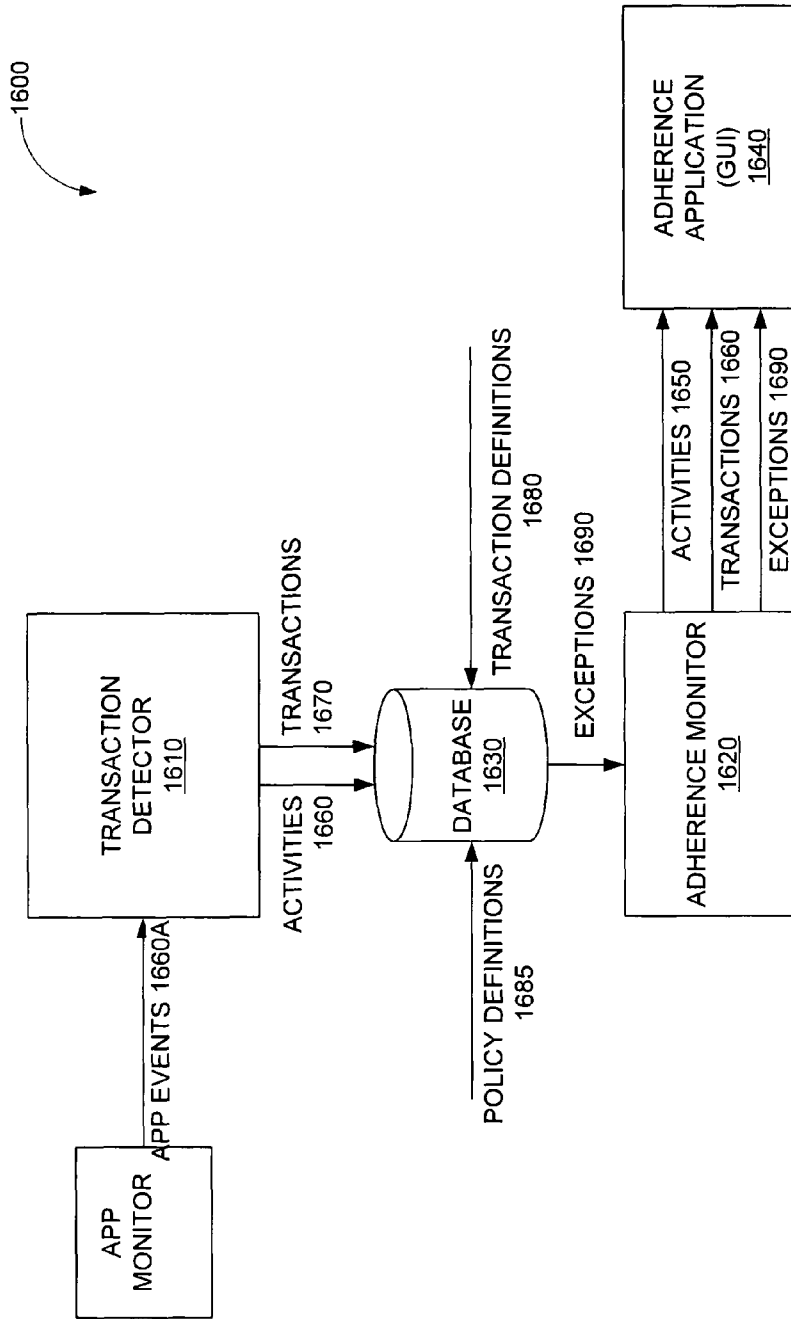 1600
APP
MONITOR
APP EVENTS 1660A
TRANSACTION
DETECTOR
1610
ACTIVITIES
1660
TRANSACTIONS
1670
POLICY DEFINITIONS
1685
DATABASE
1630
TRANSACTION DEFINITIONS
1680
EXCEPTIONS 1690
ADHERENCE MONITOR
1620
ACTIVITIES 1650
TRANSACTIONS 1660
EXCEPTIONS 1690
ADHERENCE
APPLICATION
(GUI)
1640